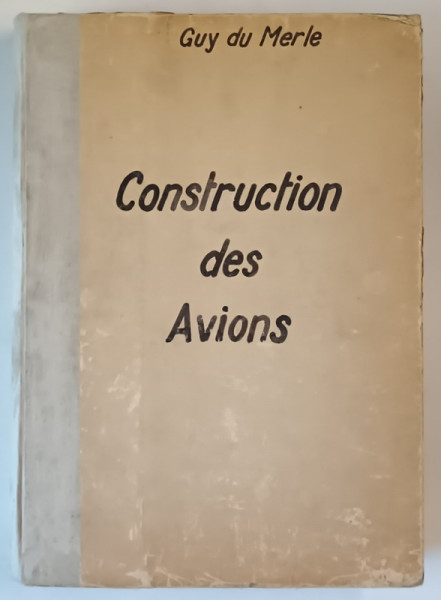 Guy du Merle
Construction
des
Avions